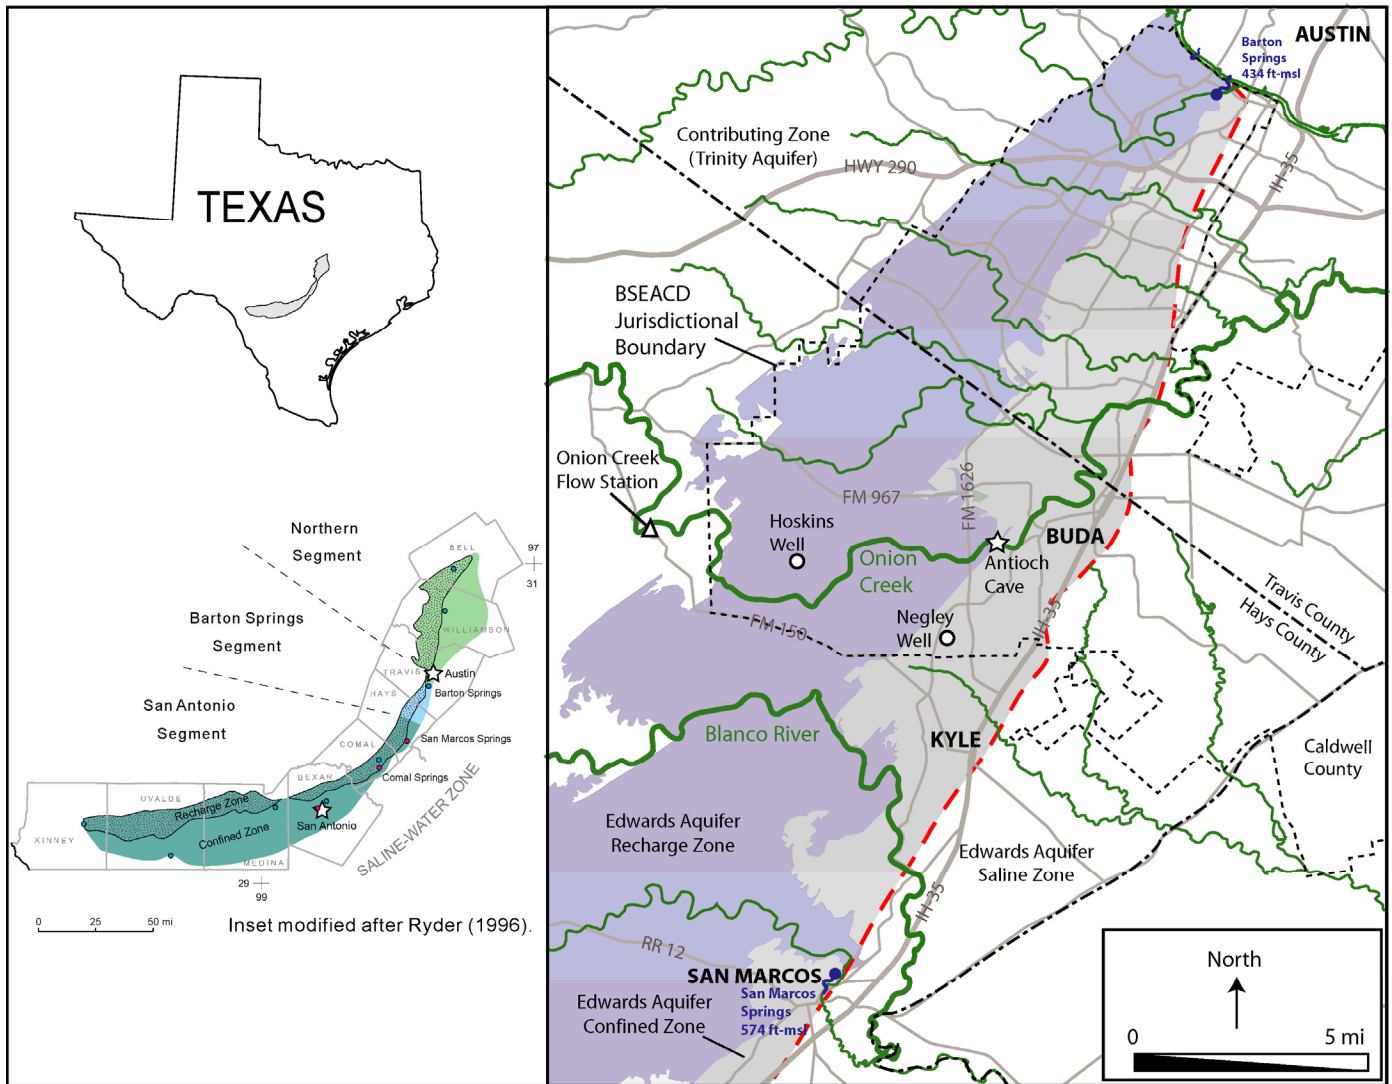 TEXAS
Northern
Segment
Barton Springs
Segment
San Antonio
Segment
BELL
97
31
WILLIAMSON
TRAVIS
Austin
HAYS
Barton Springs
COMAL
San Marcos Springs
BEXAR
Comal Springs
UVALDE
Recharge Zone
San Antonio
KINNEY
Confined Zone
MEDINA
SALINE-WATER ZONE
29
99
0 25 50 mi
Inset modified after Ryder (1996).
AUSTIN
Barton
Springs
434 ft-msl
Contributing Zone
(Trinity Aquifer)
HWY 290
IH-35
BSEACD
Jurisdictional
Boundary
Onion Creek
Flow Station
FM 967
FM 1626
Hoskins
Well
BUDA
Onion
Creek
Antioch
Cave
Negley
Well
FM 150
IH-35
Travis County
Hays County
Blanco River
KYLE
Caldwell
County
Edwards Aquifer
Recharge Zone
Edwards Aquifer
Saline Zone
IH-35
RR 12
SAN MARCOS
San Marcos
Springs
574 ft-msl
Edwards Aquifer
Confined Zone
North
0 5 mi